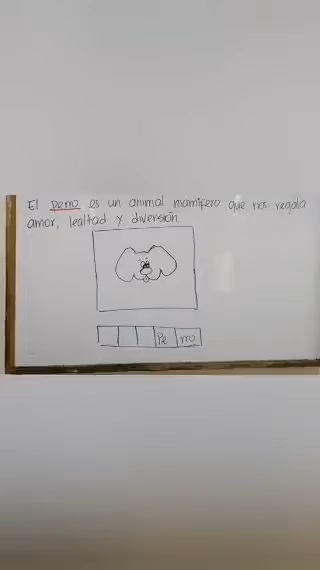 El perro es un animal mamífero que nos regala
amor, lealtad y diversión.
Pe rro